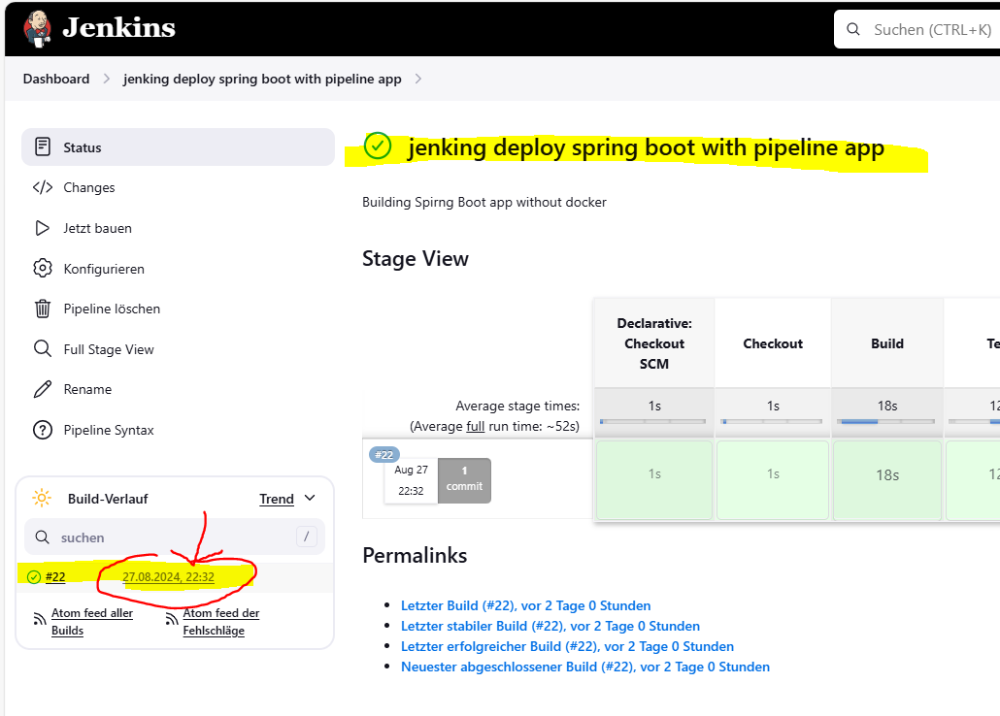 Jenkins
Suchen (CTRL+K)
Dashboard > jenking deploy spring boot with pipeline app >
Status
Changes
Jetzt bauen
Konfigurieren
Pipeline löschen
Full Stage View
Rename
Pipeline Syntax
Build-Verlauf Trend
suchen /
#22 27.08.2024, 22:32
Atom feed aller Builds
Atom feed der Fehlschläge
jenking deploy spring boot with pipeline app
Building Spirng Boot app without docker
Stage View
Declarative:
Checkout
SCM
Checkout
Build
Te
Average stage times:
(Average full run time: ~52s)
1s 1s 18s 12
#22
Aug 27
22:32
1
commit
1s 1s 18s 12
Permalinks
Letzter Build (#22), vor 2 Tage 0 Stunden
Letzter stabiler Build (#22), vor 2 Tage 0 Stunden
Letzter erfolgreicher Build (#22), vor 2 Tage 0 Stunden
Neuester abgeschlossener Build (#22), vor 2 Tage 0 Stunden